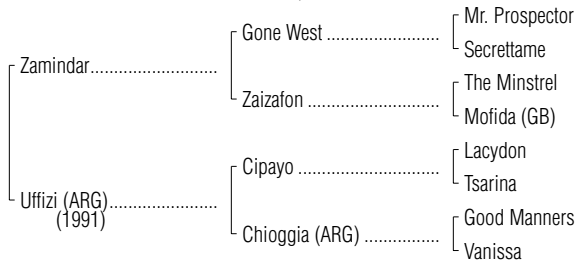 Mr. Prospector
Gone West
Secrettame
Zamindar
The Minstrel
Zaizafon
Mofida (GB)
Lacydon
Cipayo
Tsarina
Uffizi (ARG)
(1991)
Good Manners
Chioggia (ARG)
Vanissa